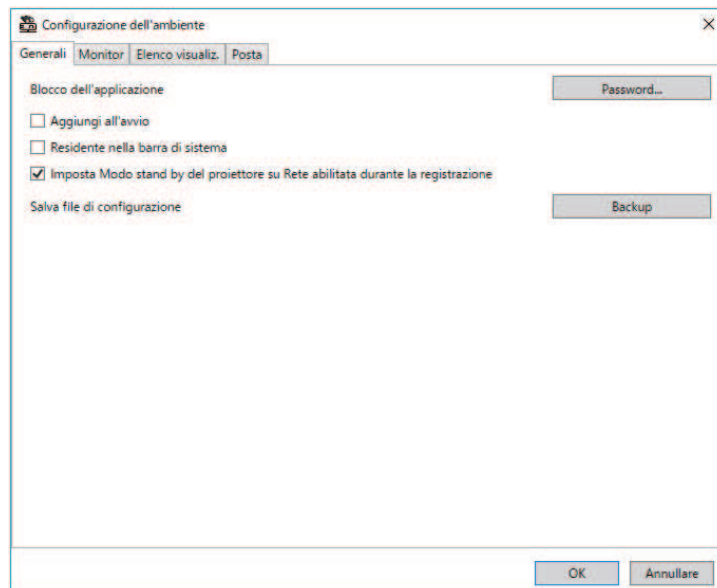 Configurazione dell'ambiente
Generali Monitor Elenco visualiz. Posta
Blocco dell'applicazione Password...
Aggiungi all'avvio
Residente nella barra di sistema
Imposta Modo stand by del proiettore su Rete abilitata durante la registrazione
Salva file di configurazione Backup
OK Annullare